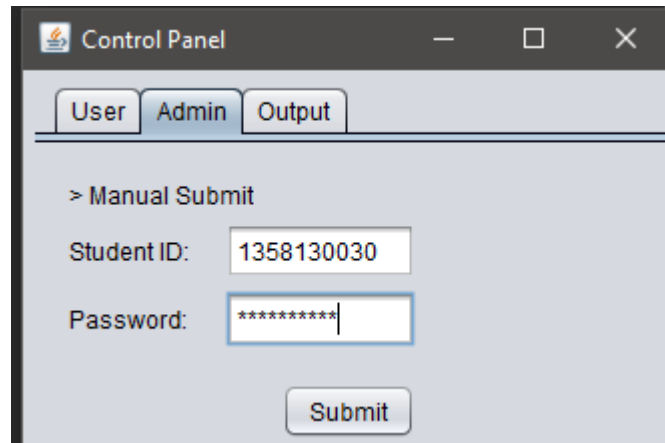 Control Panel
User Admin Output
> Manual Submit
Student ID: 1358130030
Password: **********
Submit